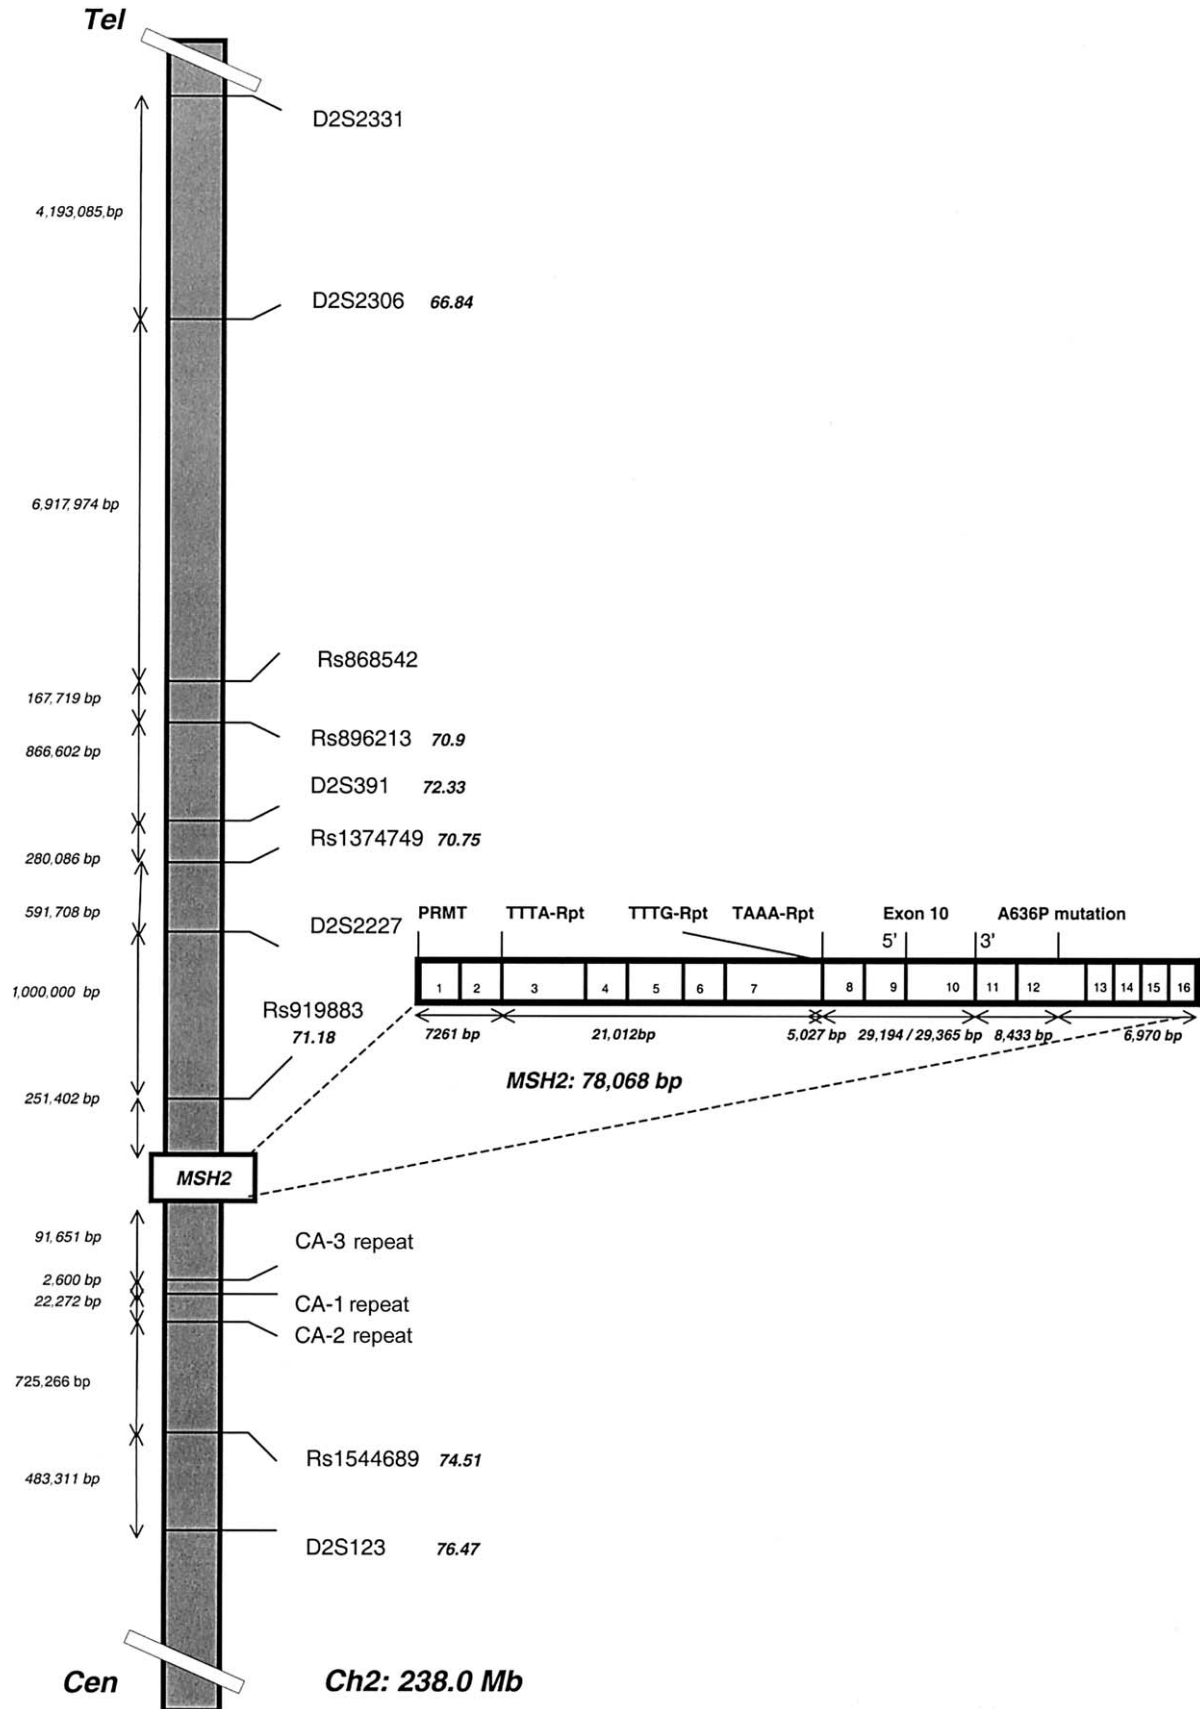 Tel
D2S2331
4,193,085,bp
D2S2306 66.84
6,917,974 bp
Rs868542
167,719 bp
Rs896213 70.9
866,602 bp
D2S391 72.33
Rs1374749 70.75
280,086 bp
591,708 bp
D2S2227
PRMT TTTA-Rpt TTTG-Rpt TAAA-Rpt Exon 10 A636P mutation
5' 3'
1 2 3 4 5 6 7 8 9 10 11 12 13 14 15 16
7261 bp 21,012bp 5,027 bp 29,194 / 29,365 bp 8,433 bp 6,970 bp
MSH2: 78,068 bp
1,000,000 bp
Rs919883
71.18
251,402 bp
MSH2
91,651 bp
CA-3 repeat
2,600 bp
22,272 bp
CA-1 repeat
CA-2 repeat
725,266 bp
Rs1544689 74.51
483,311 bp
D2S123 76.47
Cen
Ch2: 238.0 Mb